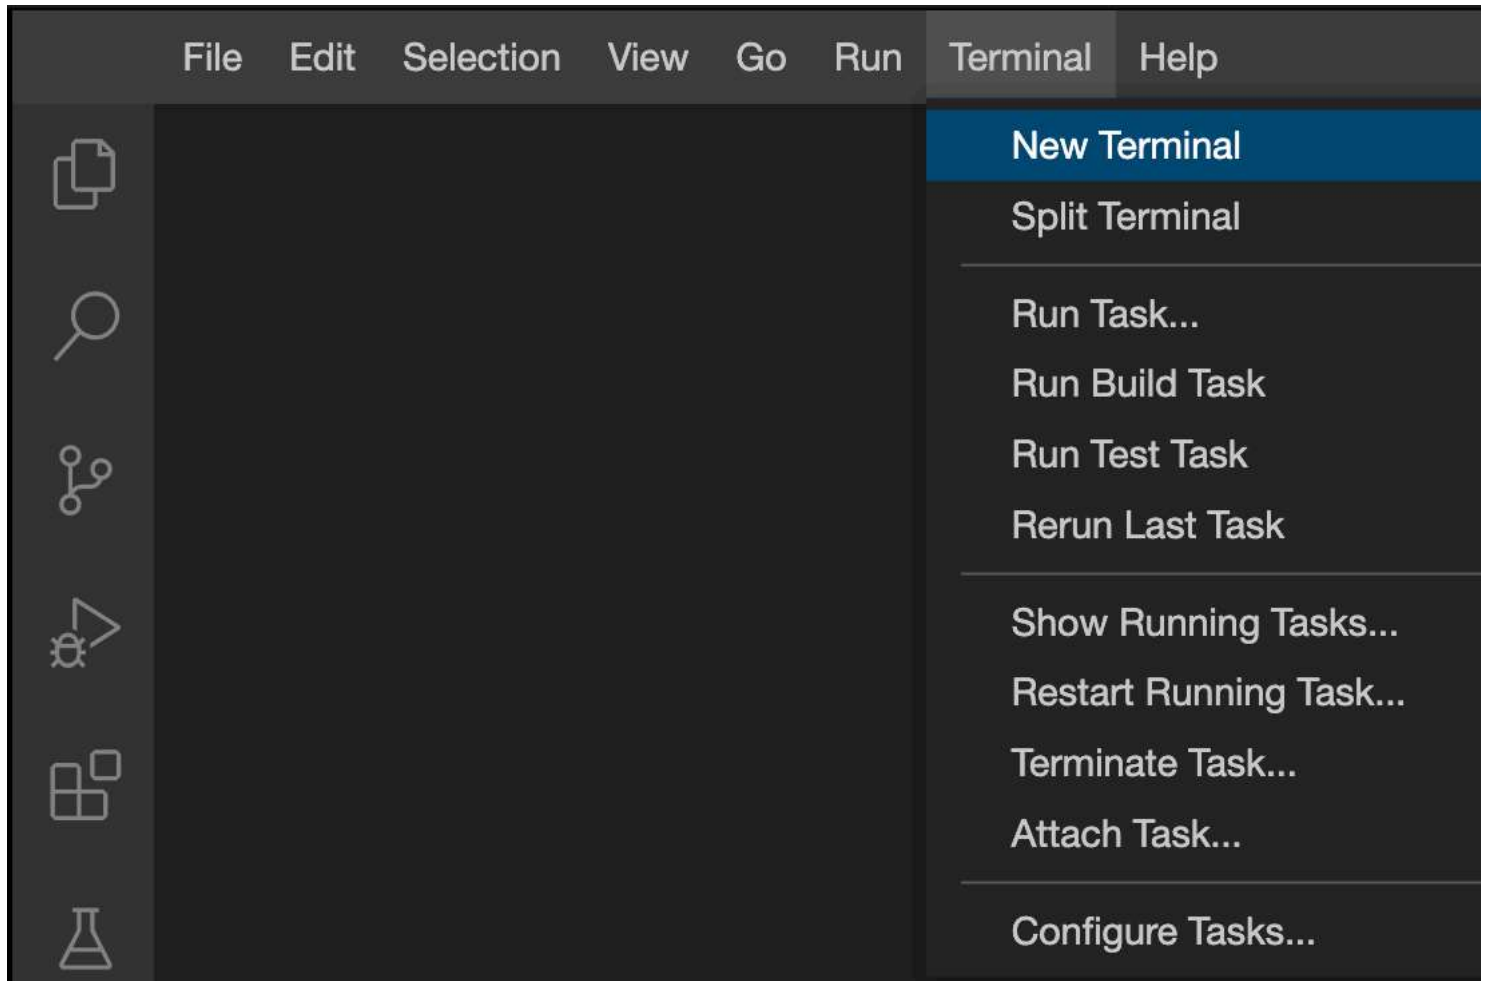 File Edit Selection View Go Run Terminal Help
New Terminal
Split Terminal
Run Task...
Run Build Task
Run Test Task
Rerun Last Task
Show Running Tasks...
Restart Running Task...
Terminate Task...
Attach Task...
Configure Tasks...